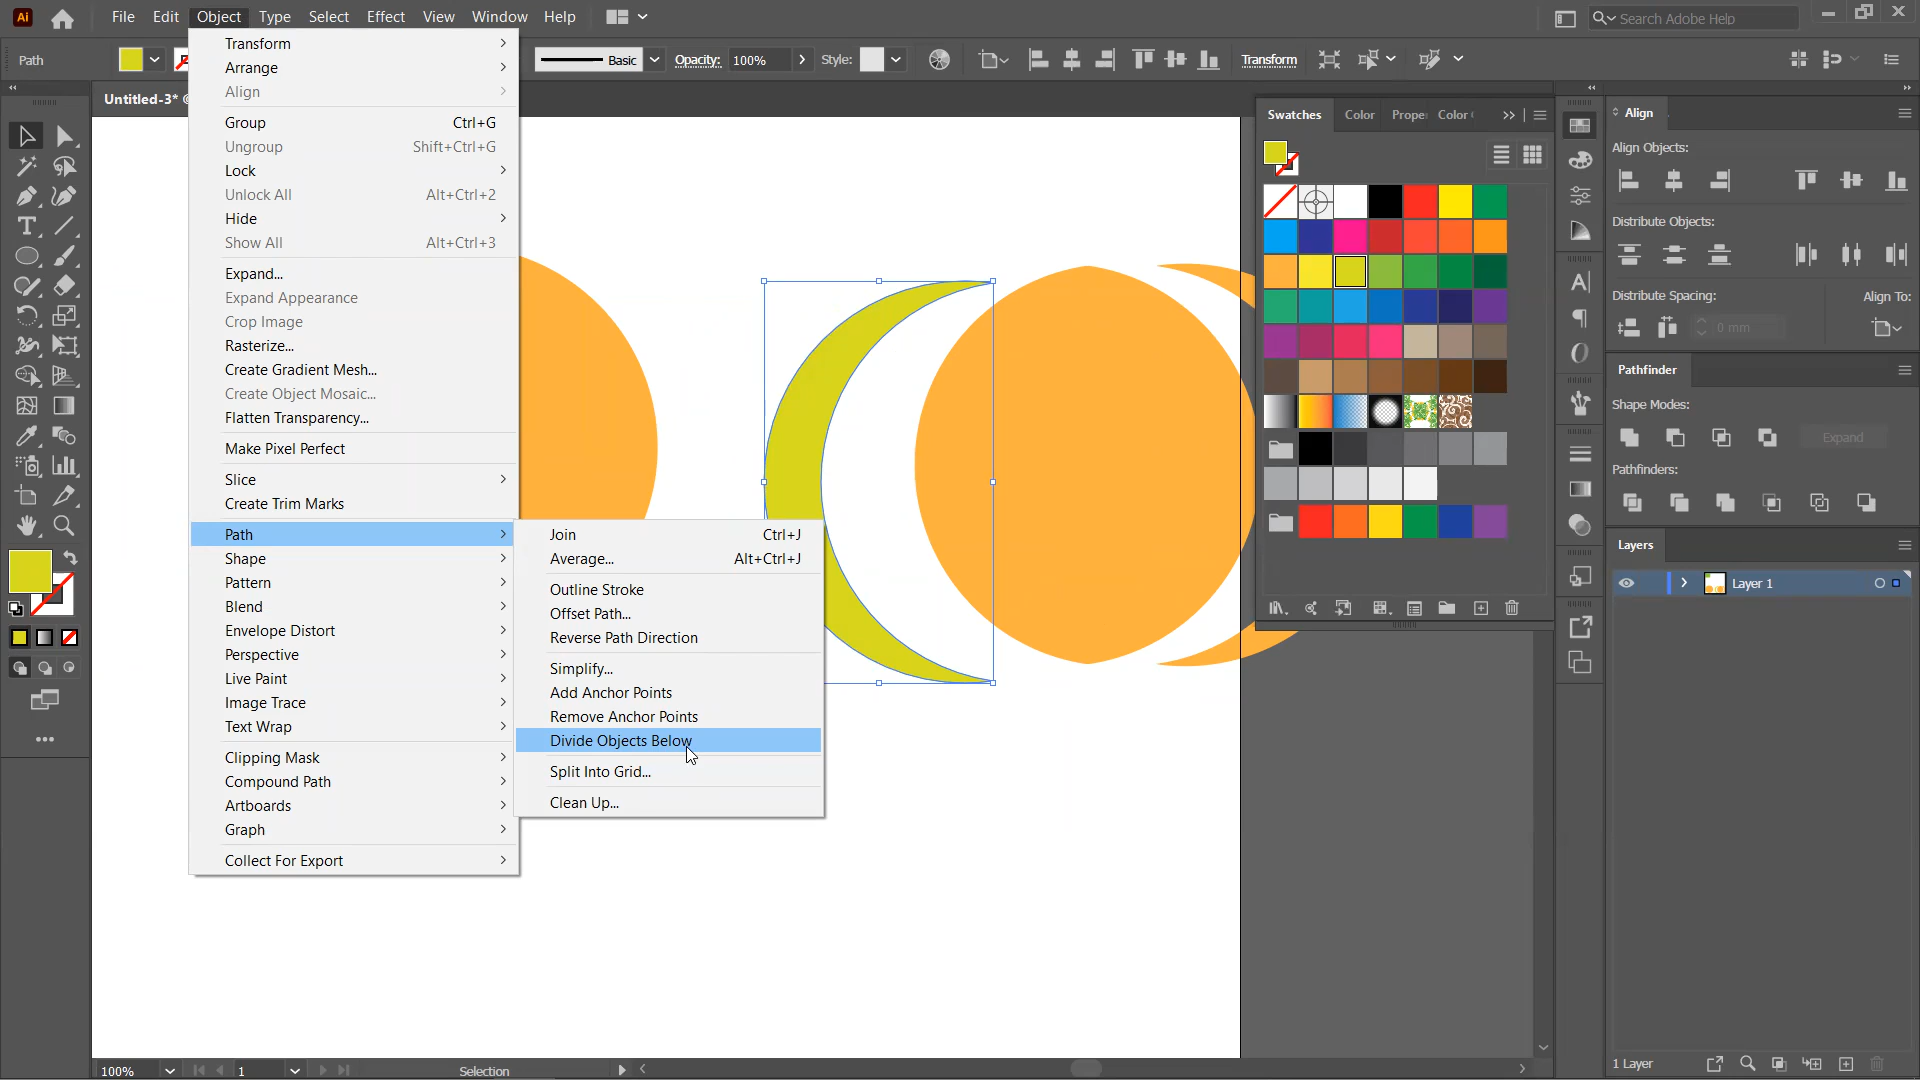 Ai File Edit Object Type Select Effect View Window Help
Search Adobe Help
Path
Basic Opacity: 100% Style: Transform
Untitled-3*
Transform
Arrange
Align
Group Ctrl+G
Ungroup Shift+Ctrl+G
Lock
Unlock All Alt+Ctrl+2
Hide
Show All Alt+Ctrl+3
Expand...
Expand Appearance
Crop Image
Rasterize...
Create Gradient Mesh...
Create Object Mosaic...
Flatten Transparency...
Make Pixel Perfect
Slice
Create Trim Marks
Path
Shape
Pattern
Blend
Envelope Distort
Perspective
Live Paint
Image Trace
Text Wrap
Clipping Mask
Compound Path
Artboards
Graph
Collect For Export
Join Ctrl+J
Average... Alt+Ctrl+J
Outline Stroke
Offset Path...
Reverse Path Direction
Simplify...
Add Anchor Points
Remove Anchor Points
Divide Objects Below
Split Into Grid...
Clean Up...
Swatches Color Prope Color
Align
Align Objects:
Distribute Objects:
Distribute Spacing: Align To:
0 mm
Pathfinder
Shape Modes:
Expand
Pathfinders:
Layers
Layer 1
1 Layer
100% 1 Selection